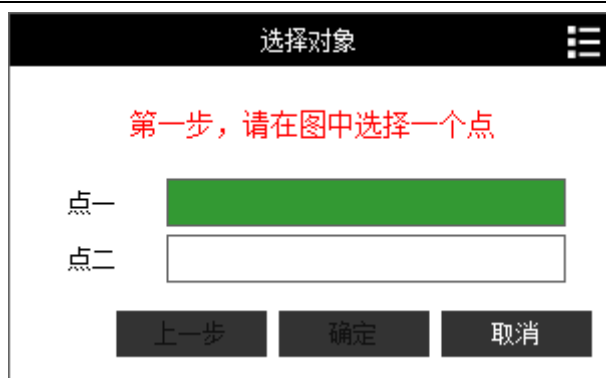 选择对象
第一步，请在图中选择一个点
点一
点二
上一步 确定 取消